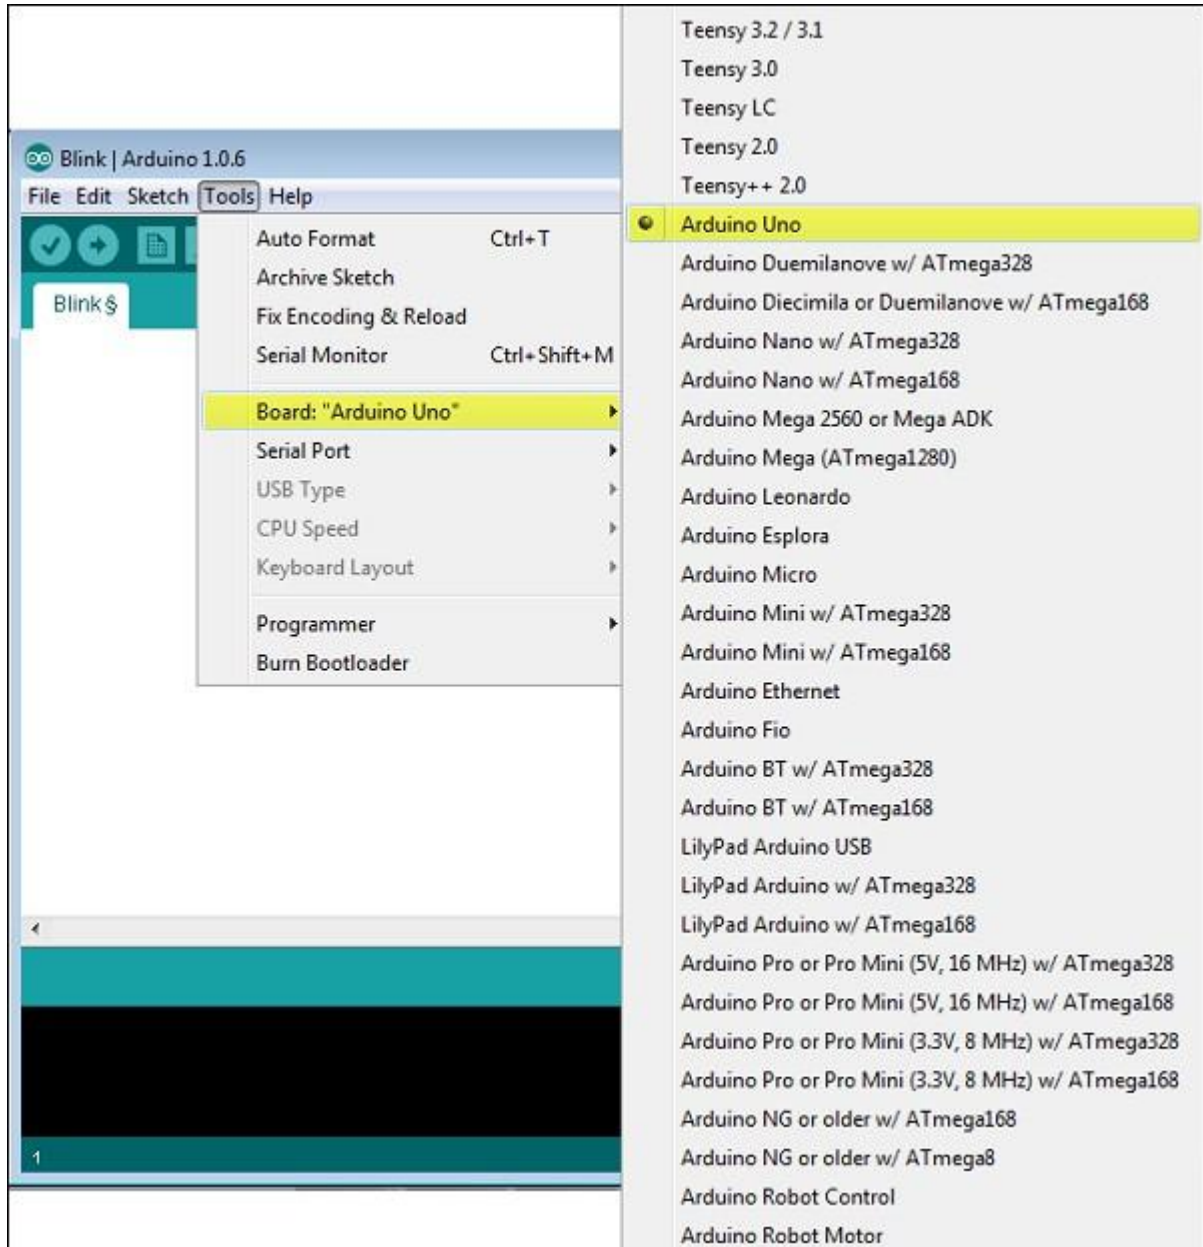 Blink | Arduino 1.0.6
File Edit Sketch Tools Help
Blink §
Auto Format Ctrl+T
Archive Sketch
Fix Encoding & Reload
Serial Monitor Ctrl+Shift+M
Board: "Arduino Uno"
Serial Port
USB Type
CPU Speed
Keyboard Layout
Programmer
Burn Bootloader
1
Teensy 3.2 / 3.1
Teensy 3.0
Teensy LC
Teensy 2.0
Teensy++ 2.0
Arduino Uno
Arduino Duemilanove w/ ATmega328
Arduino Diecimila or Duemilanove w/ ATmega168
Arduino Nano w/ ATmega328
Arduino Nano w/ ATmega168
Arduino Mega 2560 or Mega ADK
Arduino Mega (ATmega1280)
Arduino Leonardo
Arduino Esplora
Arduino Micro
Arduino Mini w/ ATmega328
Arduino Mini w/ ATmega168
Arduino Ethernet
Arduino Fio
Arduino BT w/ ATmega328
Arduino BT w/ ATmega168
LilyPad Arduino USB
LilyPad Arduino w/ ATmega328
LilyPad Arduino w/ ATmega168
Arduino Pro or Pro Mini (5V, 16 MHz) w/ ATmega328
Arduino Pro or Pro Mini (5V, 16 MHz) w/ ATmega168
Arduino Pro or Pro Mini (3.3V, 8 MHz) w/ ATmega328
Arduino Pro or Pro Mini (3.3V, 8 MHz) w/ ATmega168
Arduino NG or older w/ ATmega168
Arduino NG or older w/ ATmega8
Arduino Robot Control
Arduino Robot Motor